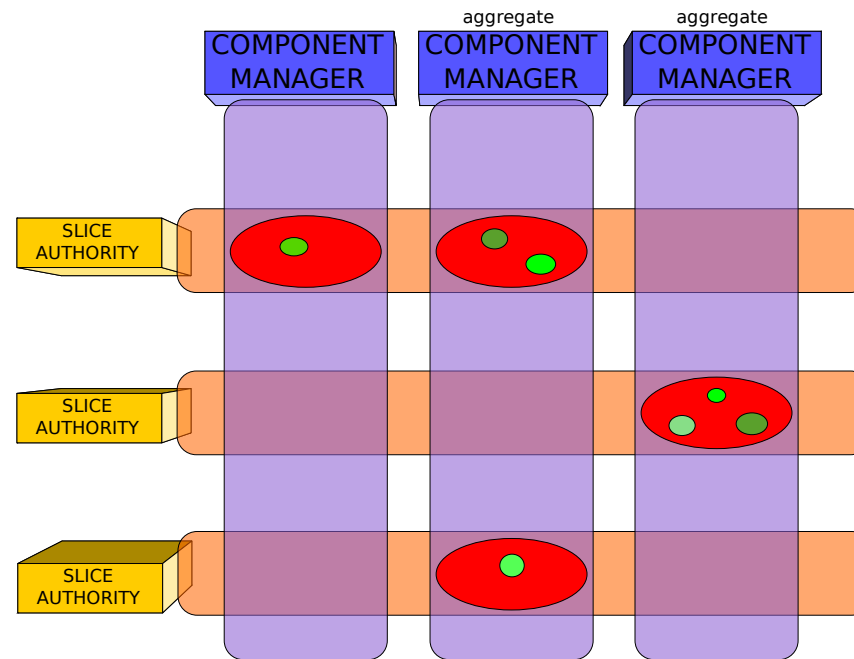 aggregate
aggregate
COMPONENT
MANAGER
COMPONENT
MANAGER
COMPONENT
MANAGER
SLICE
AUTHORITY
SLICE
AUTHORITY
SLICE
AUTHORITY